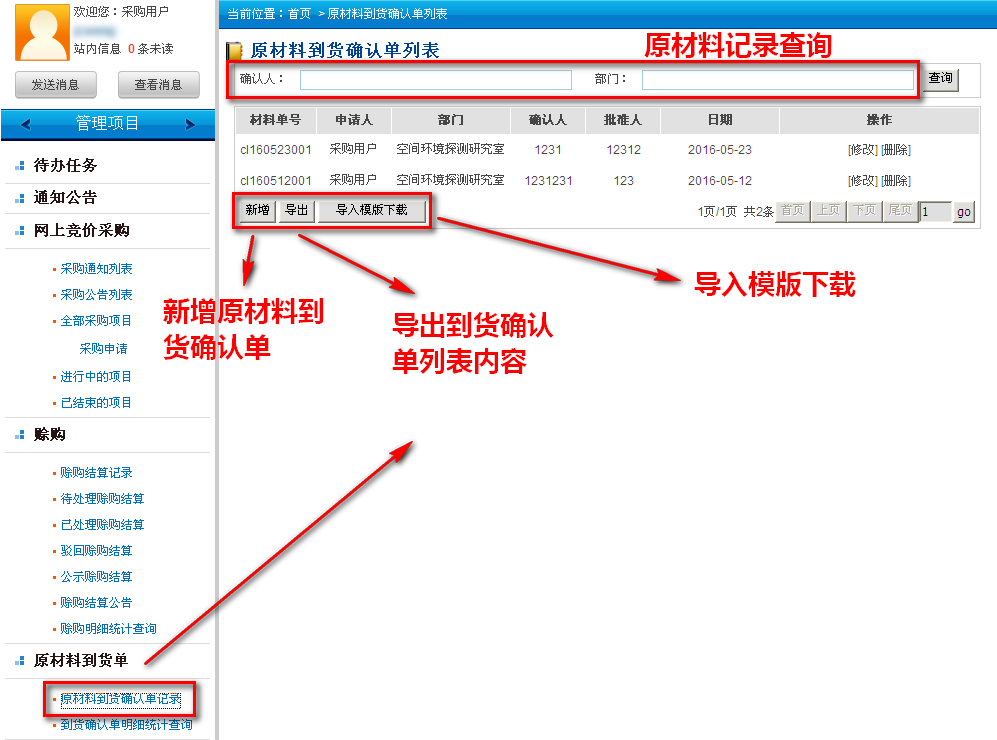 欢迎您：采购用户
站内信息 0 条未读
发送消息
查看消息
管理项目
待办任务
通知公告
网上竞价采购
采购通知列表
采购公告列表
全部采购项目
采购申请
进行中的项目
已结束的项目
赊购
赊购结算记录
待处理赊购结算
已处理赊购结算
驳回赊购结算
公示赊购结算
赊购结算公告
赊购明细统计查询
原材料到货单
原材料到货确认单记录
到货确认单明细统计查询
当前位置：首页 > 原材料到货确认单列表
原材料到货确认单列表
原材料记录查询
确认人： 部门： 查询
材料单号 申请人 部门 确认人 批准人 日期 操作
cl160523001 采购用户 空间环境探测研究室 1231 12312 2016-05-23 [修改] [删除]
cl160512001 采购用户 空间环境探测研究室 1231231 123 2016-05-12 [修改] [删除]
新增 导出 导入模版下载 1页/1页 共2条 首页 上页 下页 尾页 1 go
导入模版下载
新增原材料到
货确认单
导出到货确认
单列表内容